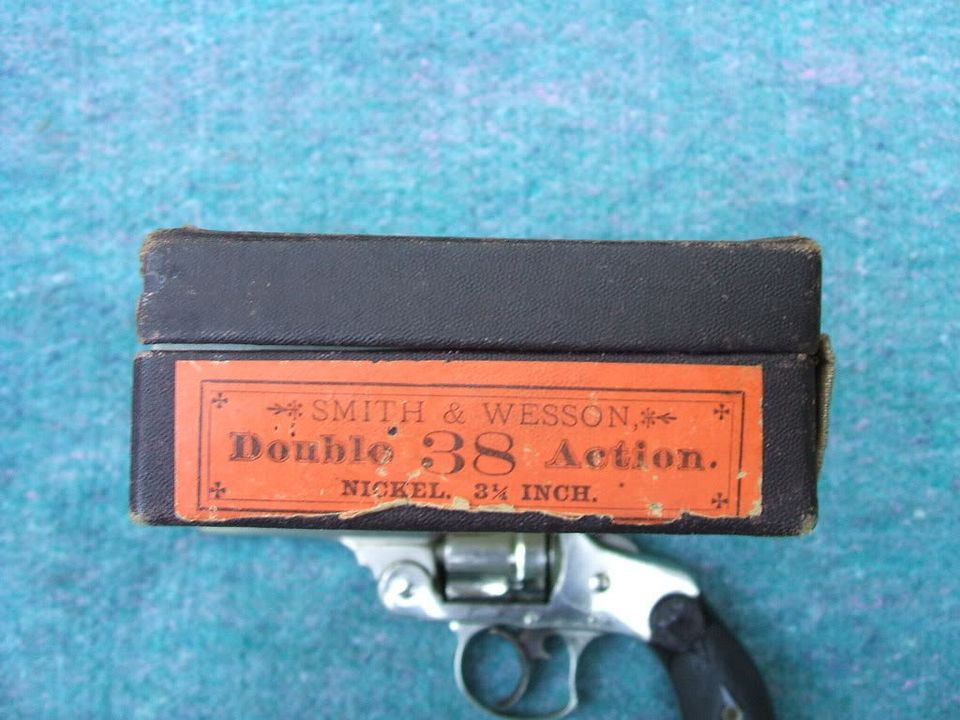 SMITH & WESSON,
Double 38 Action.
NICKEL. 3¼ INCH.